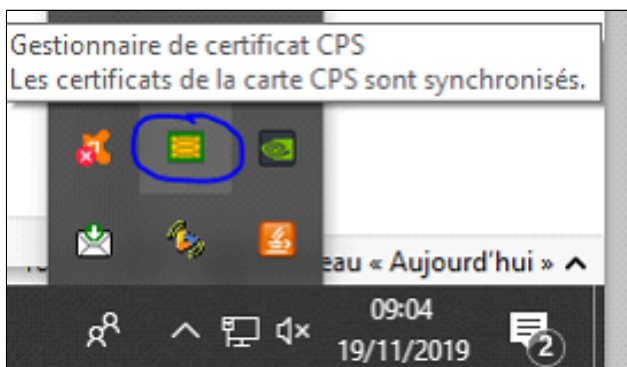 Gestionnaire de certificat CPS
Les certificats de la carte CPS sont synchronisés.
eau « Aujourd'hui »
09:04
19/11/2019
2